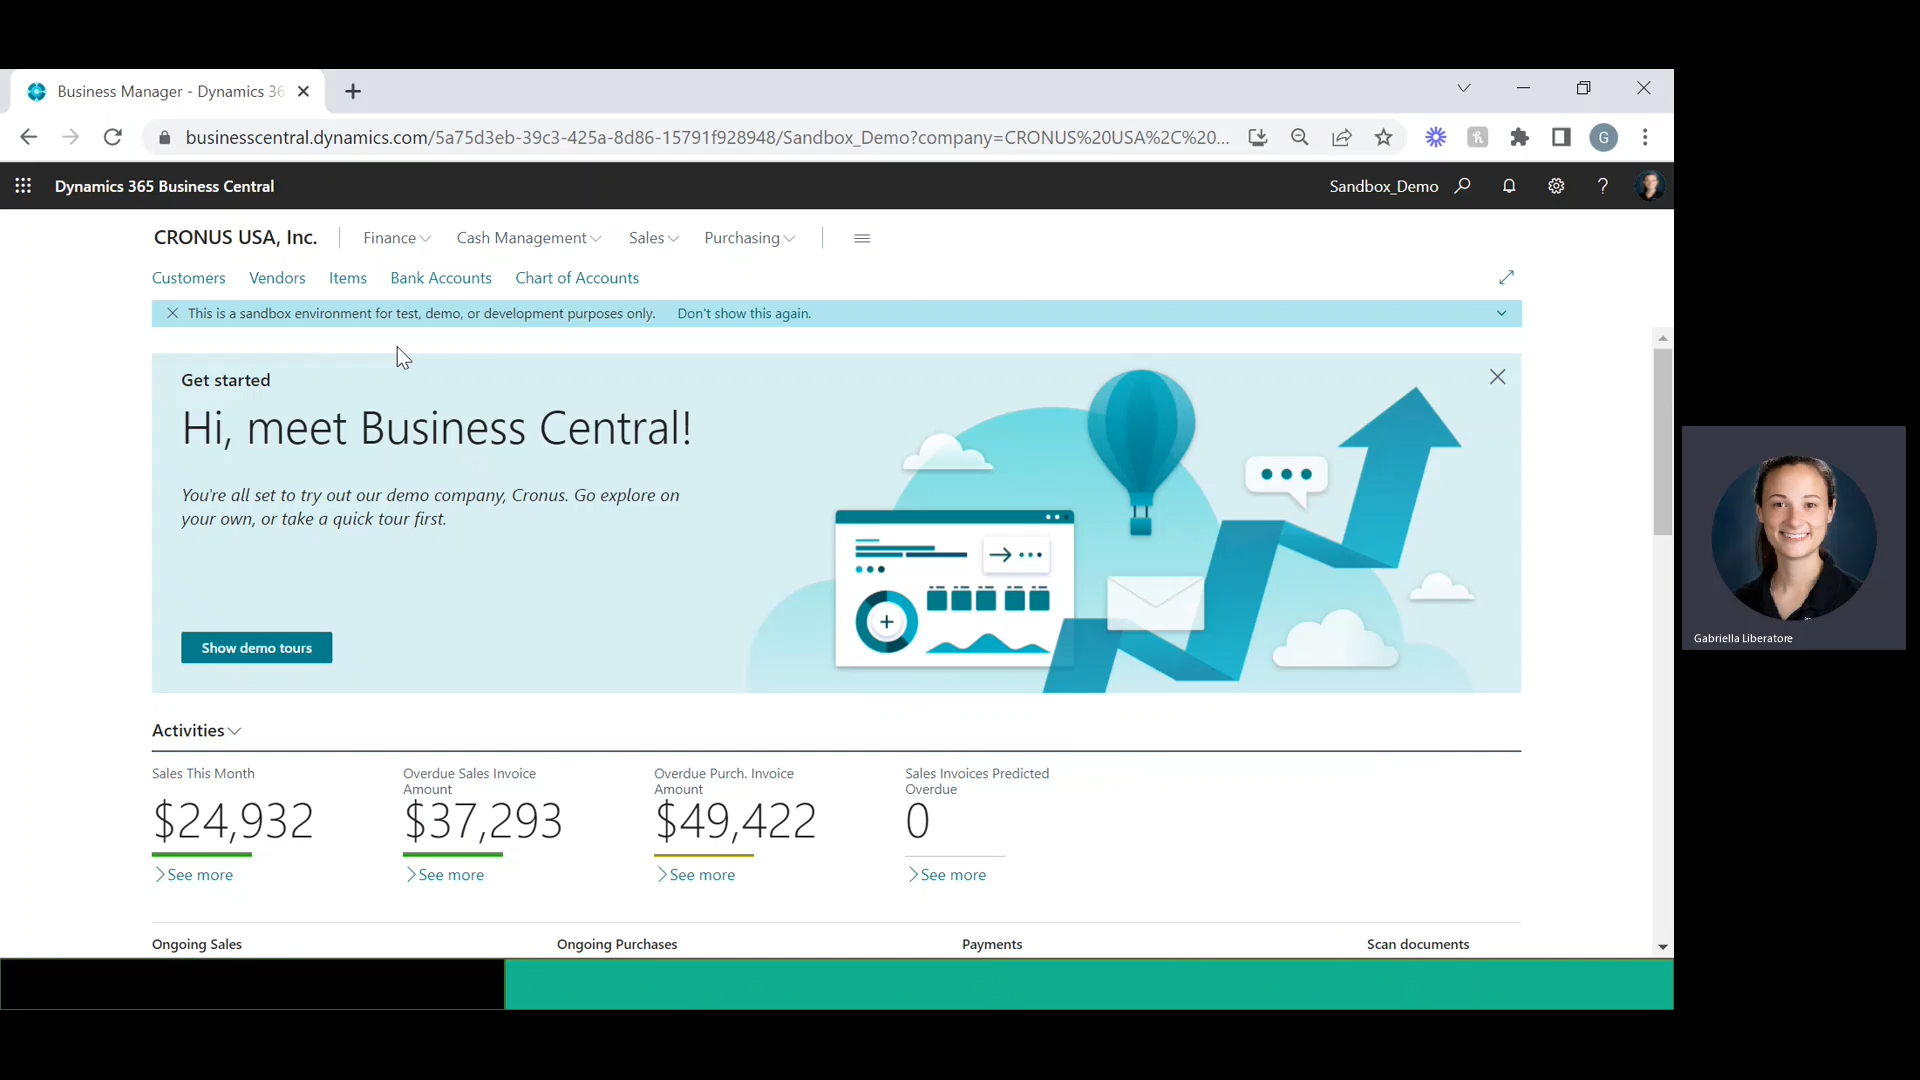 Business Manager - Dynamics 36
businesscentral.dynamics.com/5a75d3eb-39c3-425a-8d86-15791f928948/Sandbox_Demo?company=CRONUS%20USA%2C%20...
G
Dynamics 365 Business Central
Sandbox_Demo
CRONUS USA, Inc.
Finance
Cash Management
Sales
Purchasing
Customers
Vendors
Items
Bank Accounts
Chart of Accounts
This is a sandbox environment for test, demo, or development purposes only.
Don't show this again.
Get started
Hi, meet Business Central!
You're all set to try out our demo company, Cronus. Go explore on
your own, or take a quick tour first.
Show demo tours
Gabriella Liberatore
Activities
Sales This Month
$24,932
See more
Overdue Sales Invoice
Amount
$37,293
See more
Overdue Purch. Invoice
Amount
$49,422
See more
Sales Invoices Predicted
Overdue
0
See more
Ongoing Sales
Ongoing Purchases
Payments
Scan documents